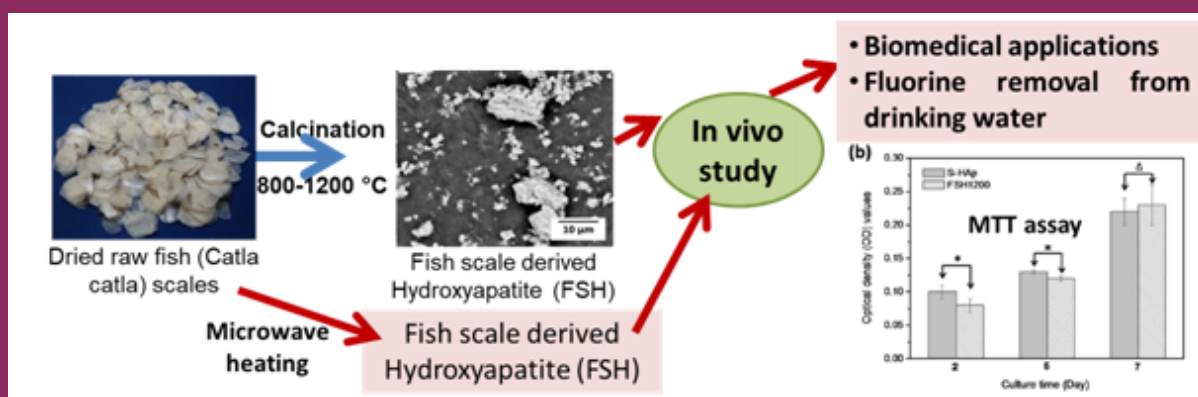 Dried raw fish (Catla
catla) scales
Calcination
800-1200 °C
10 µm
Fish scale derived
Hydroxyapatite (FSH)
Microwave
heating
Fish scale derived
Hydroxyapatite (FSH)
In vivo
study
• Biomedical applications
• Fluorine removal from
drinking water
(b)
S-HAp
FSH1200
MTT assay
Optical density (OD) values
0.30
0.25
0.20
0.15
0.10
0.05
0.00
*
*
Δ
2
5
7
Culture time (Day)